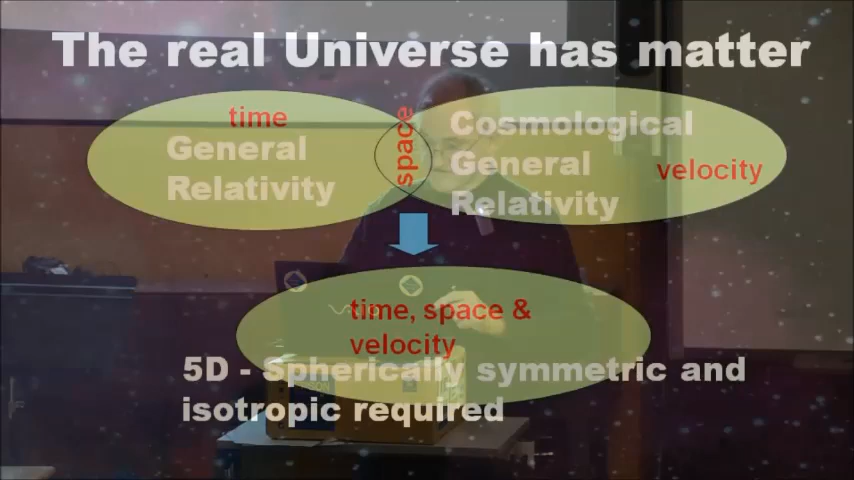 The real Universe has matter
time
General
Relativity
space
Cosmological
General
Relativity
velocity
time, space &
velocity
5D - Spherically symmetric and
isotropic required